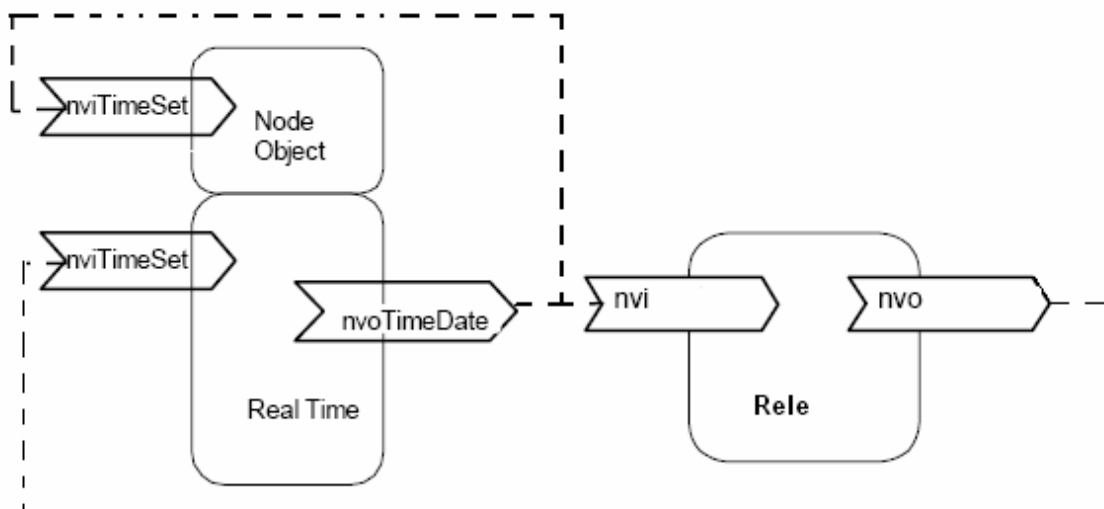 nviTimeSet
Node
Object
nviTimeSet
nvoTimeDate
Real Time
nvi
nvo
Rele